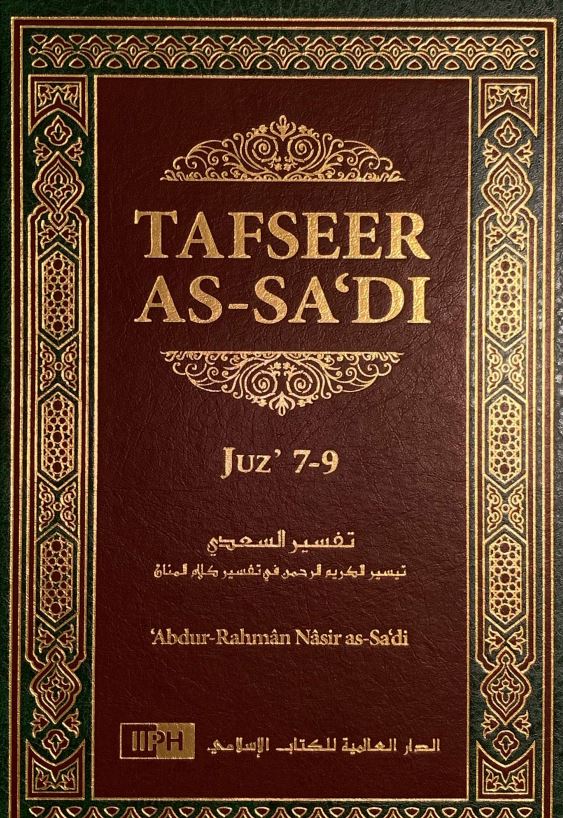 TAFSEER
AS-SA‘DI
Juz’ 7-9
تفسير السعدي
تيسير الكريم الرحمن في تفسير كلام المنان
‘Abdur-Rahmân Nâsir as-Sa‘di
IIPH الدار العالمية للكتاب الإسلامي